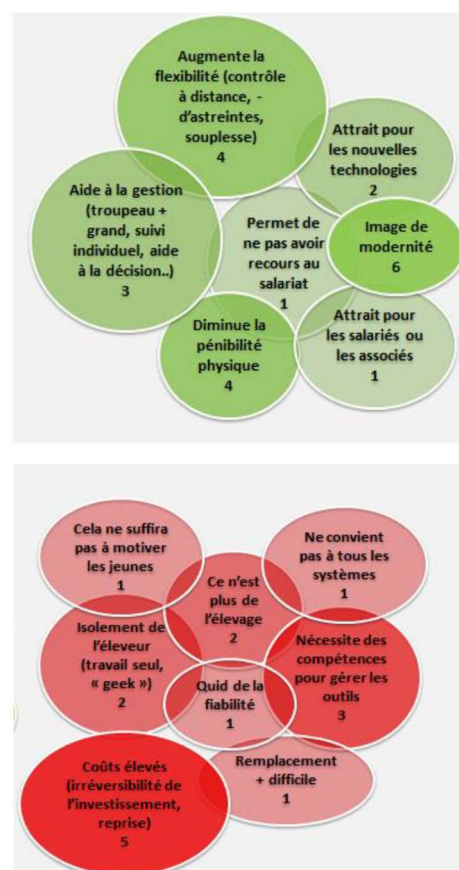 Augmente la
flexibilité (contrôle
à distance, -
d'astreintes,
souplesse)
4
Attrait pour
les nouvelles
technologies
2
Aide à la gestion
(troupeau +
grand, suivi
individuel, aide
à la décision..)
3
Permet de
ne pas avoir
recours au
salariat
1
Image de
modernité
6
Diminue la
pénibilité
physique
4
Attrait pour
les salariés ou
les associés
1
Cela ne suffira
pas à motiver
les jeunes
1
Ne convient
pas à tous les
systèmes
1
Ce n'est
plus de
l'élevage
2
Isolement de
l'éleveur
(travail seul,
« geek »)
2
Nécessite des
compétences
pour gérer les
outils
3
Quid de la
fiabilité
1
Coûts élevés
(irréversibilité de
l'investissement,
reprise)
5
Remplacement
+ difficile
1